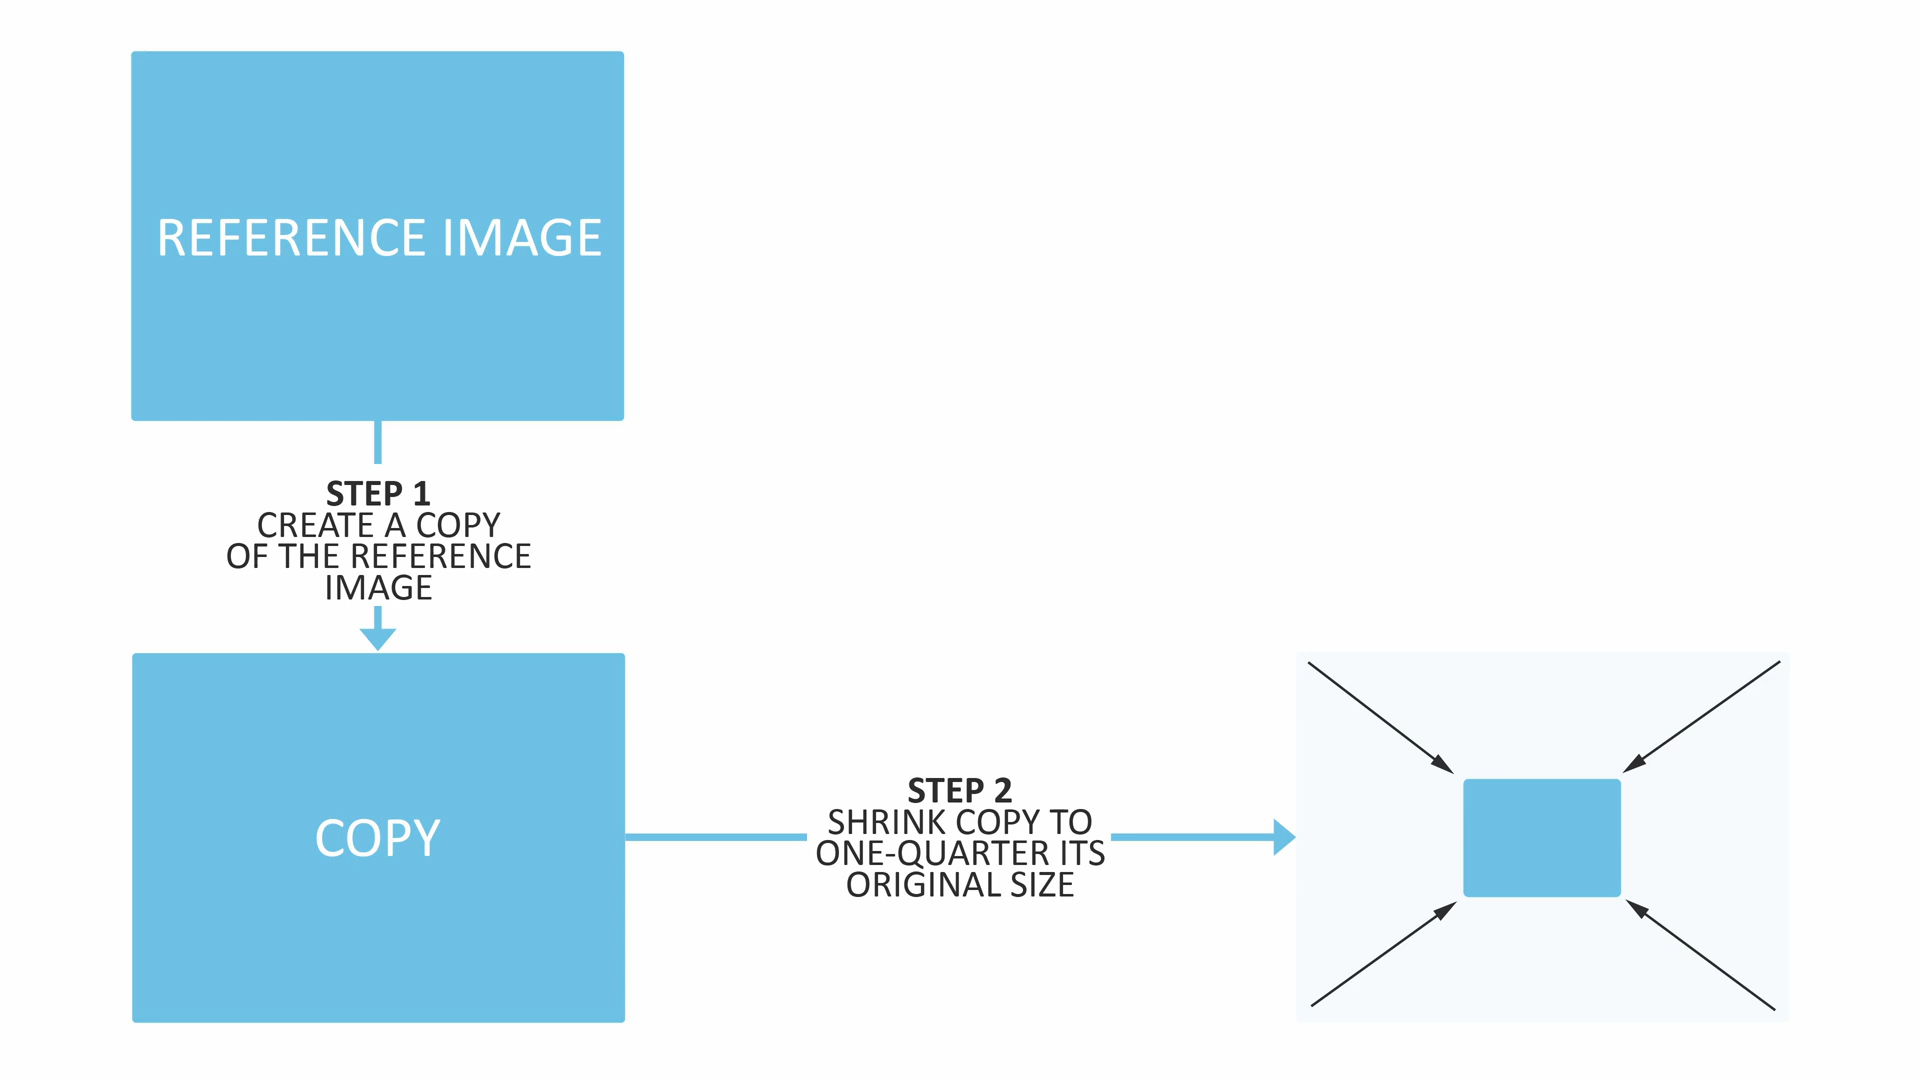 REFERENCE IMAGE
STEP 1
CREATE A COPY
OF THE REFERENCE
IMAGE
COPY
STEP 2
SHRINK COPY TO
ONE-QUARTER ITS
ORIGINAL SIZE